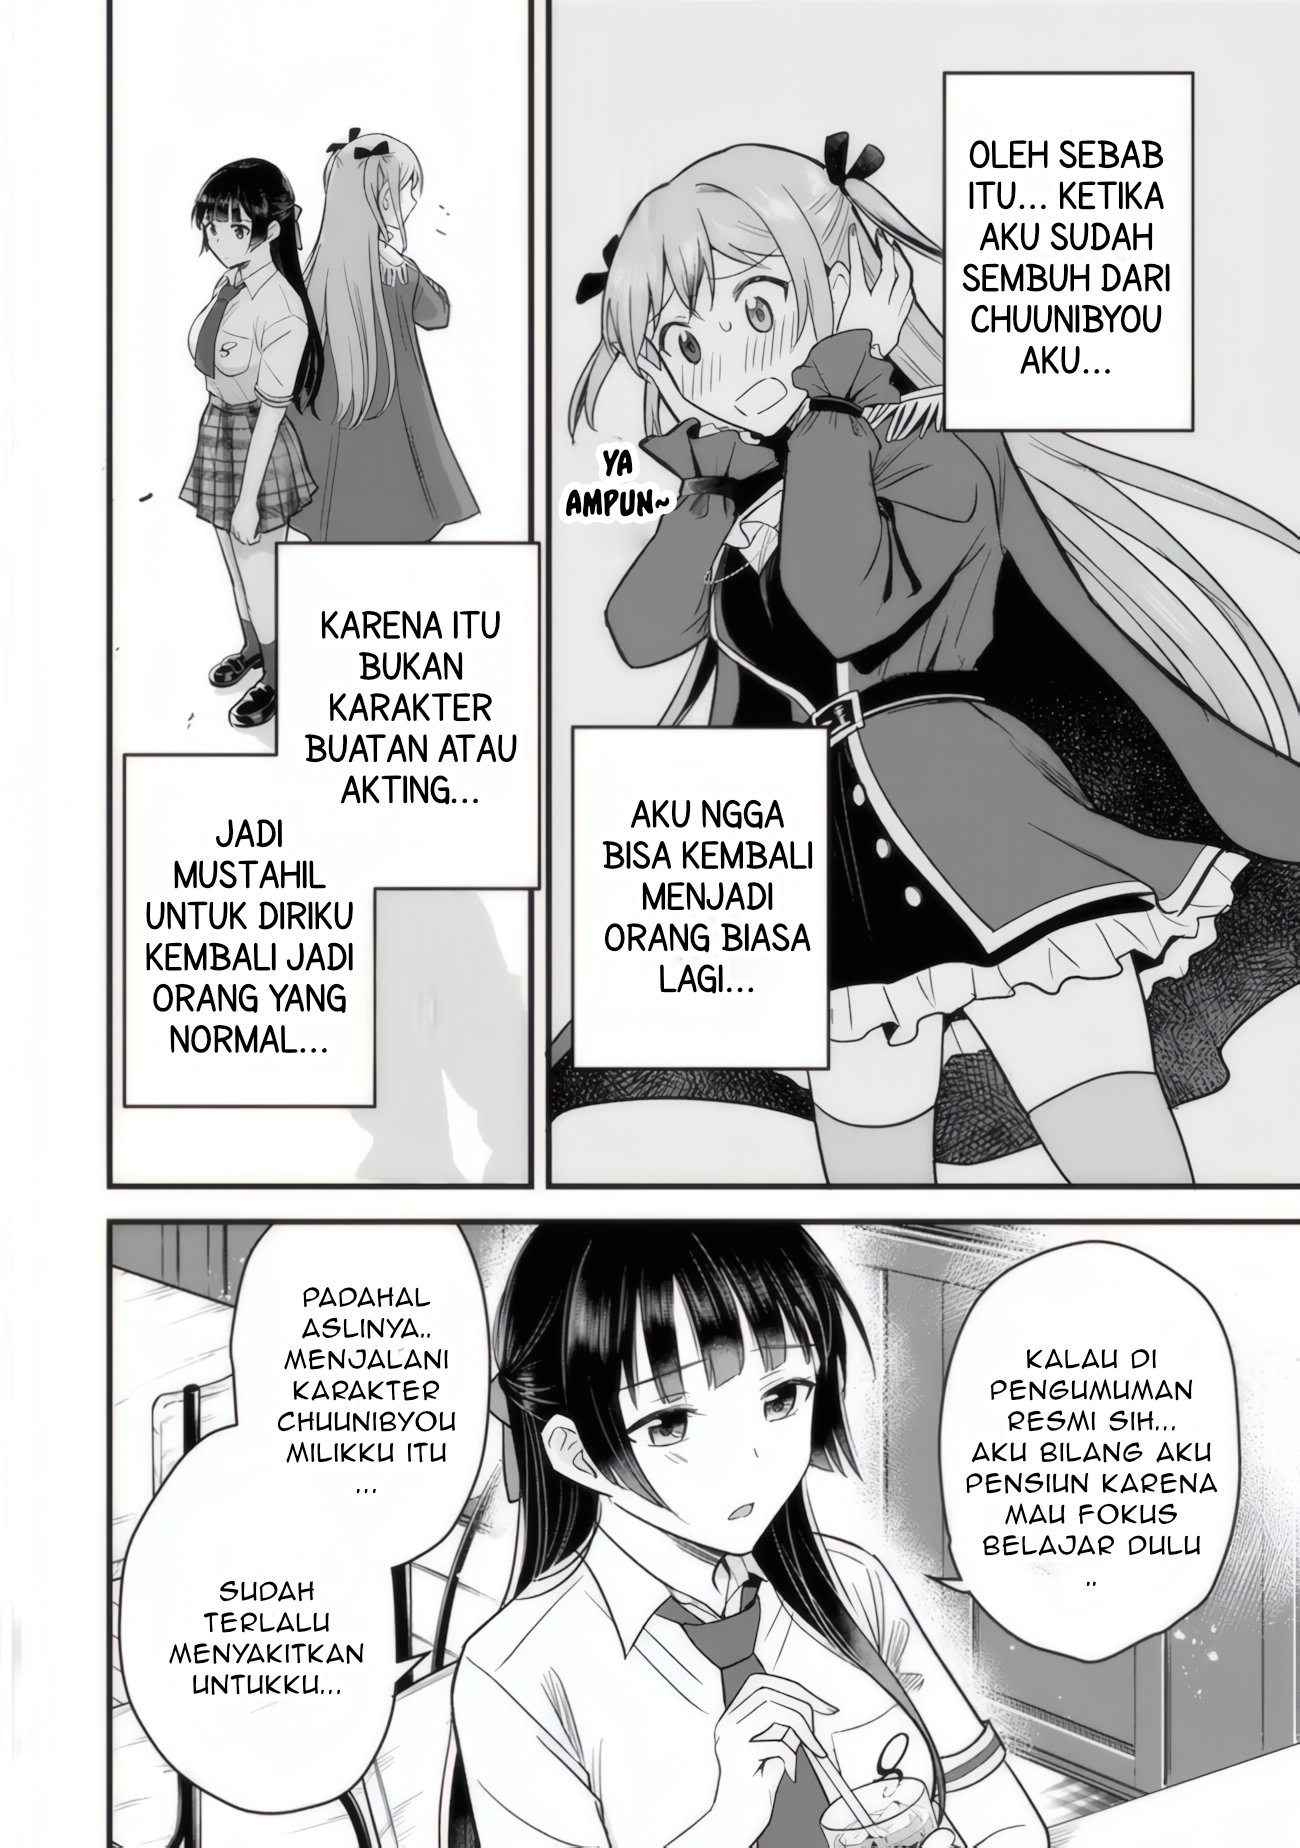 OLEH SEBAB
ITU... KETIKA
AKU SUDAH
SEMBUH DARI
CHUUNIBYOU
AKU...
YA
AMPUN~
AKU NGGA
BISA KEMBALI
MENJADI
ORANG BIASA
LAGI...
KARENA ITU
BUKAN
KARAKTER
BUATAN ATAU
AKTING...
JADI
MUSTAHIL
UNTUK DIRIKU
KEMBALI JADI
ORANG YANG
NORMAL...
KALAU DI
PENGUMUMAN
RESMI SIH...
AKU BILANG AKU
PENSIUN KARENA
MAU FOKUS
BELAJAR DULU
..
PADAHAL
ASLINYA..
MENJALANI
KARAKTER
CHUUNIBYOU
MILIKKU ITU
...
SUDAH
TERLALU
MENYAKITKAN
UNTUKKU...